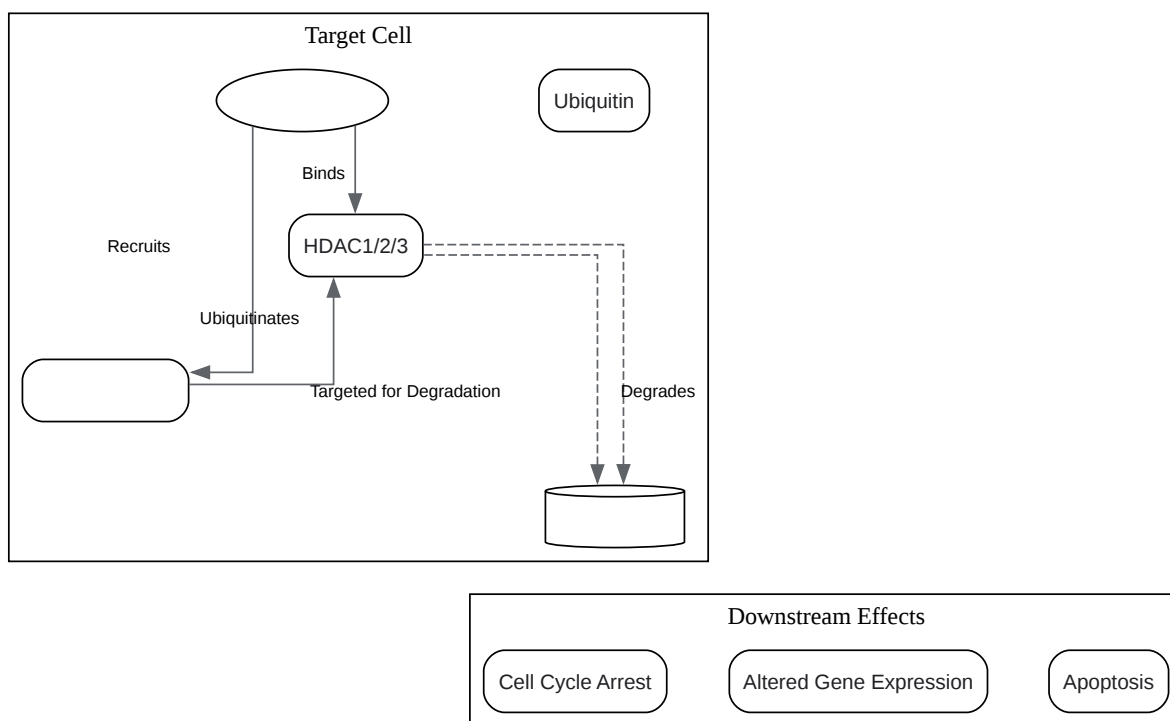 Target Cell
Ubiquitin
Binds
Recruits
HDAC1/2/3
Ubiquitinates
Targeted for Degradation
Degrades
Downstream Effects
Cell Cycle Arrest
Altered Gene Expression
Apoptosis